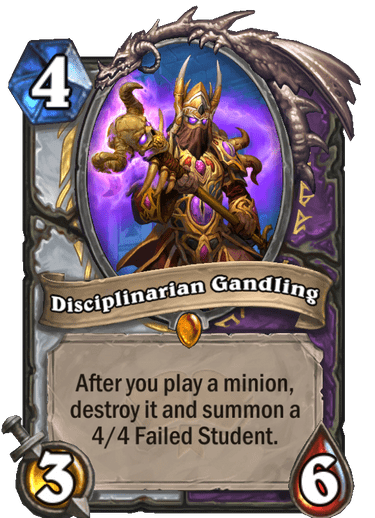 4
Disciplinarian Gandling
After you play a minion,
destroy it and summon a
4/4 Failed Student.
3
6